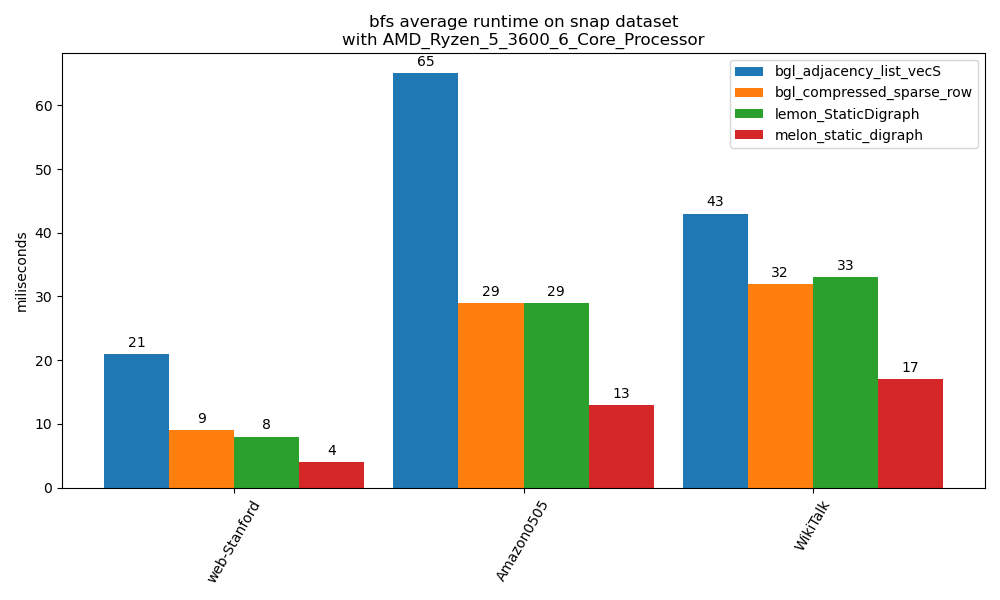 bfs average runtime on snap dataset
with AMD_Ryzen_5_3600_6_Core_Processor
bgl_adjacency_list_vecS
bgl_compressed_sparse_row
lemon_StaticDigraph
melon_static_digraph
miliseconds
60
50
40
30
20
10
0
21
9
8
4
65
29
29
13
43
32
33
17
web-Stanford
Amazon0505
WikiTalk